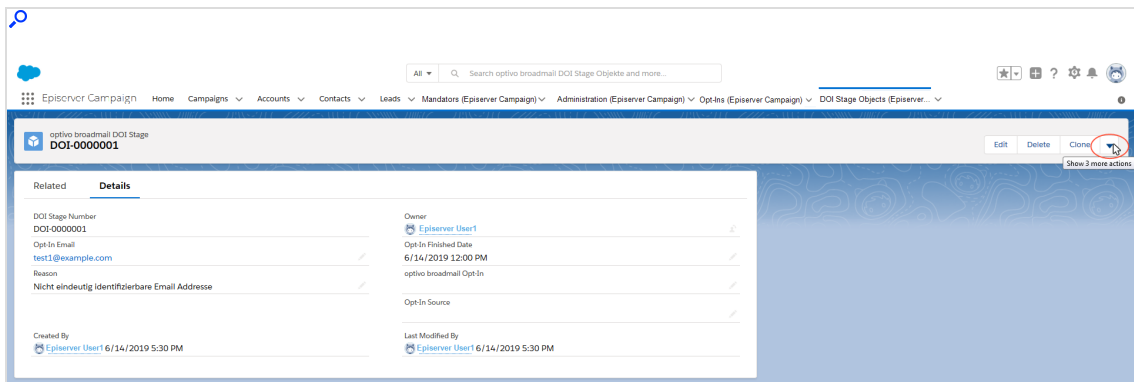 All Search optivo broadmail DOI Stage Objekte and more...
Episerver Campaign Home Campaigns Accounts Contacts Leads Mandators (Episerver Campaign) Administration (Episerver Campaign) Opt-Ins (Episerver Campaign) DOI Stage Objects (Episerver...
optivo broadmail DOI Stage
DOI-0000001
Edit Delete Clone
Show 3 more actions
Related Details
DOI Stage Number Owner
DOI-0000001 Episerver User1
Opt-In Email Opt-In Finished Date
test1@example.com 6/14/2019 12:00 PM
Reason optivo broadmail Opt-In
Nicht eindeutig identifizierbare Email Addresse
Opt-In Source
Created By Last Modified By
Episerver User1 6/14/2019 5:30 PM Episerver User1 6/14/2019 5:30 PM